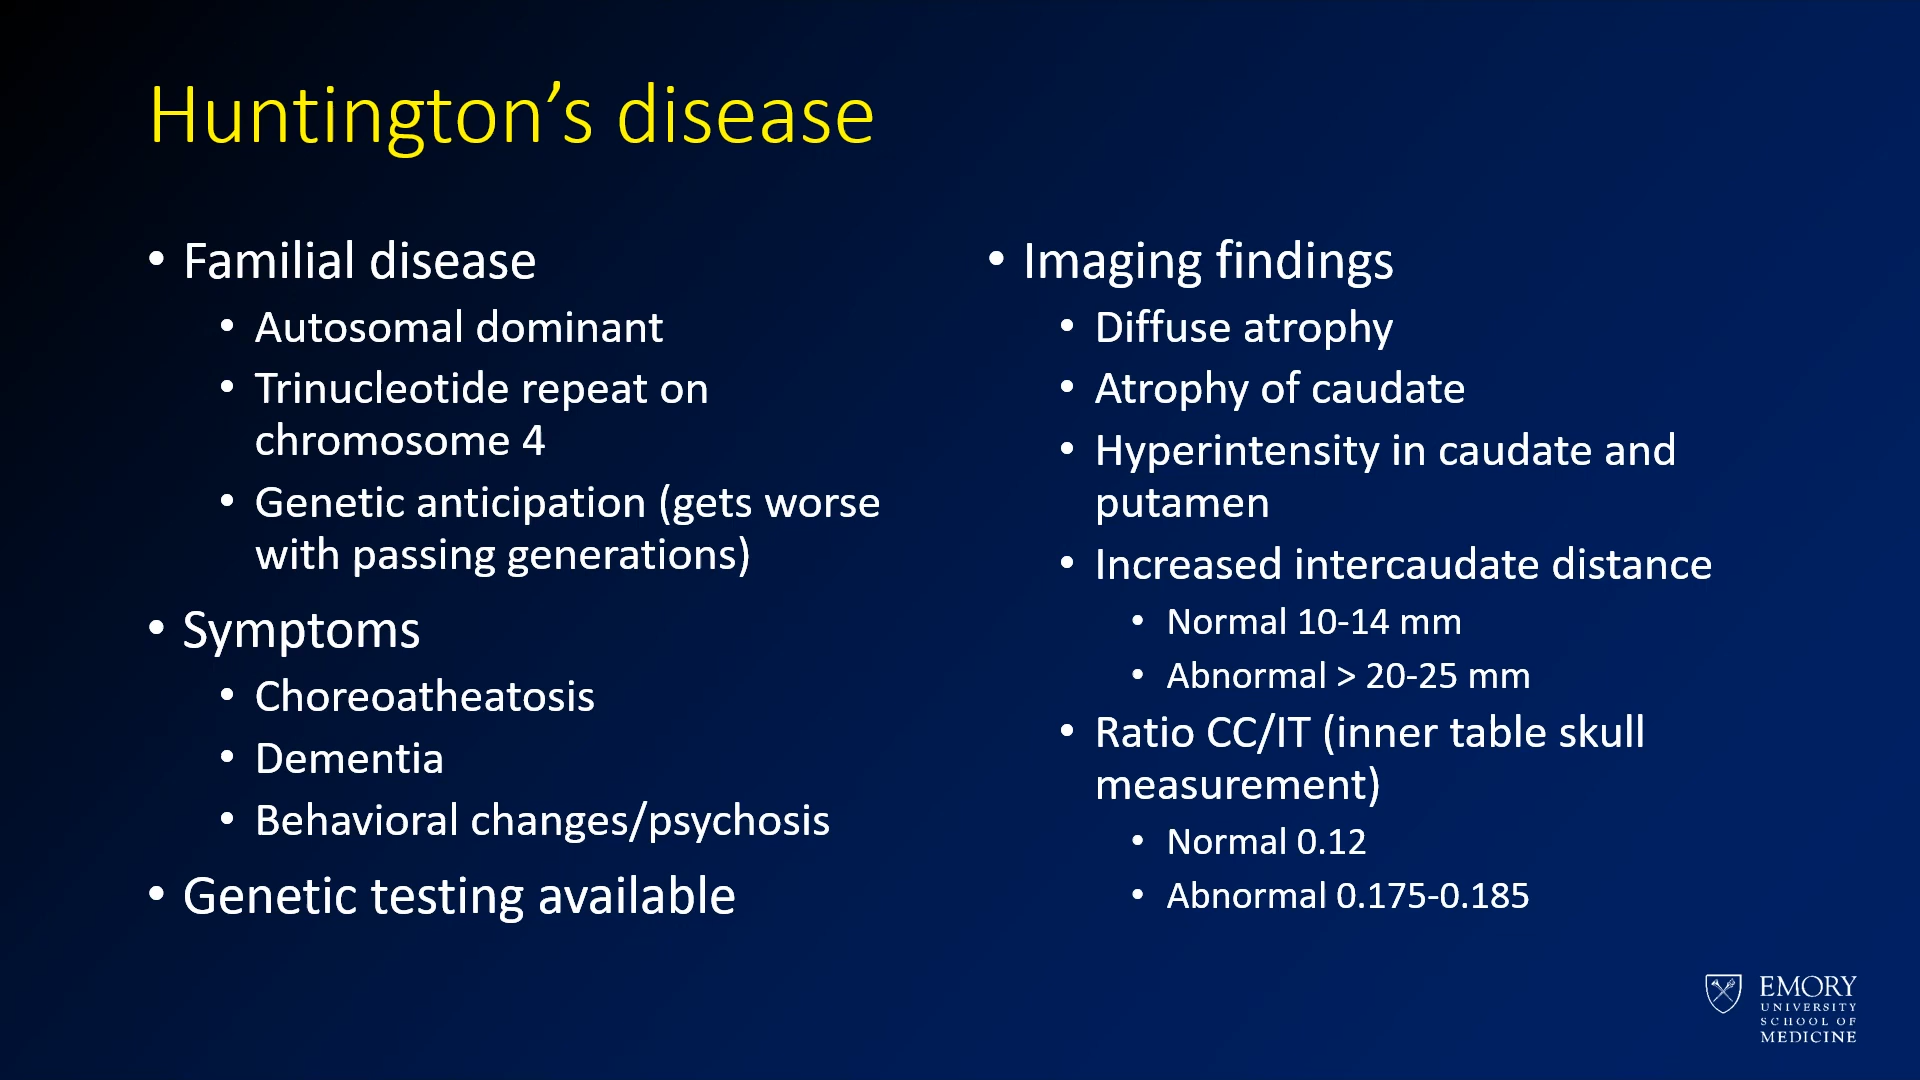 Huntington’s disease
• Familial disease
• Autosomal dominant
• Trinucleotide repeat on
chromosome 4
• Genetic anticipation (gets worse
with passing generations)
• Symptoms
• Choreoatheatosis
• Dementia
• Behavioral changes/psychosis
• Genetic testing available
• Imaging findings
• Diffuse atrophy
• Atrophy of caudate
• Hyperintensity in caudate and
putamen
• Increased intercaudate distance
• Normal 10-14 mm
• Abnormal > 20-25 mm
• Ratio CC/IT (inner table skull
measurement)
• Normal 0.12
• Abnormal 0.175-0.185
EMORY
UNIVERSITY
SCHOOL OF
MEDICINE